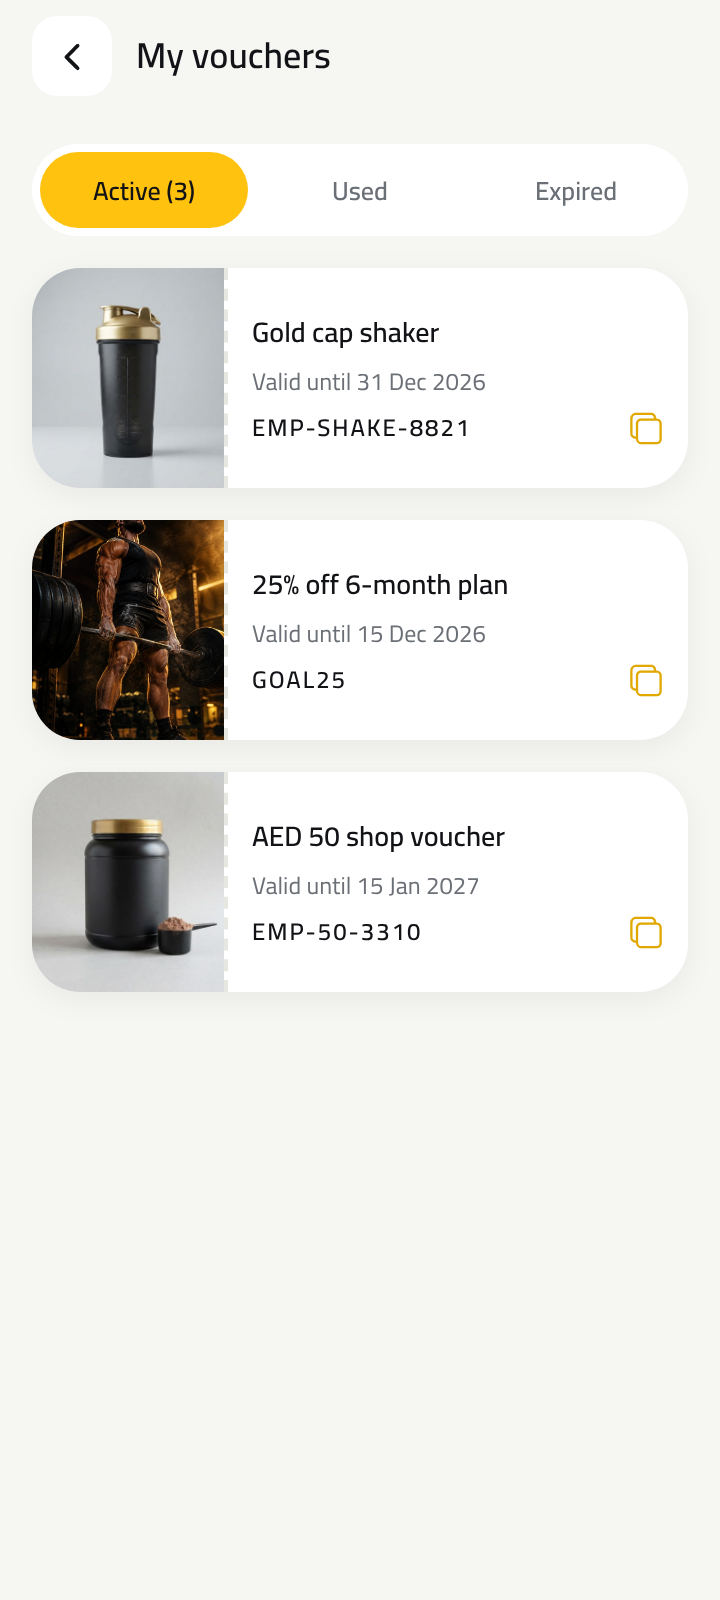 My vouchers
Active (3)
Used
Expired
Gold cap shaker
Valid until 31 Dec 2026
EMP-SHAKE-8821
25% off 6-month plan
Valid until 15 Dec 2026
GOAL25
AED 50 shop voucher
Valid until 15 Jan 2027
EMP-50-3310